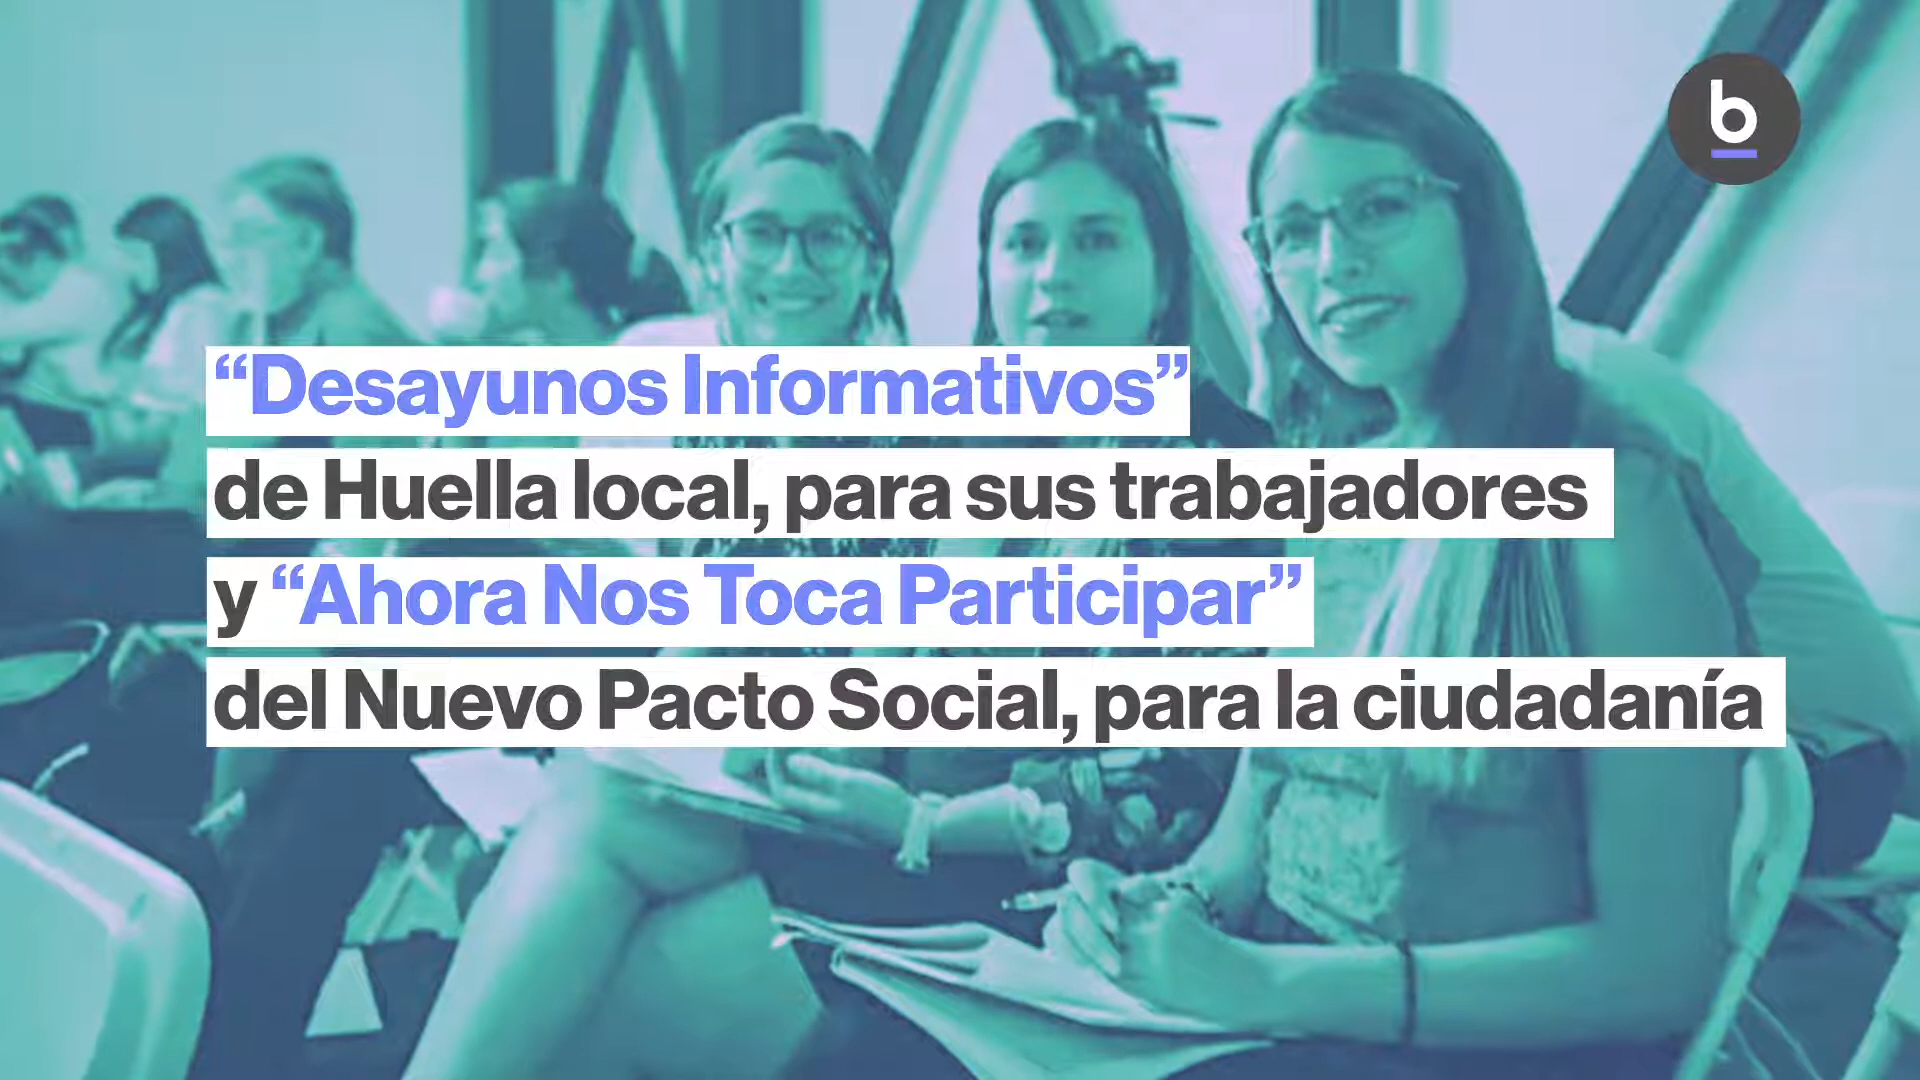 b
“Desayunos Informativos”
de Huella local, para sus trabajadores
y “Ahora Nos Toca Participar”
del Nuevo Pacto Social, para la ciudadanía